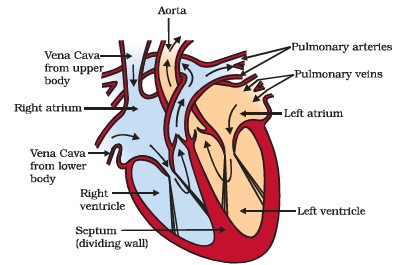 Aorta
Vena Cava
from upper
body
Pulmonary arteries
Pulmonary veins
Right atrium
Left atrium
Vena Cava
from lower
body
Right
ventricle
Left ventricle
Septum
(dividing wall)